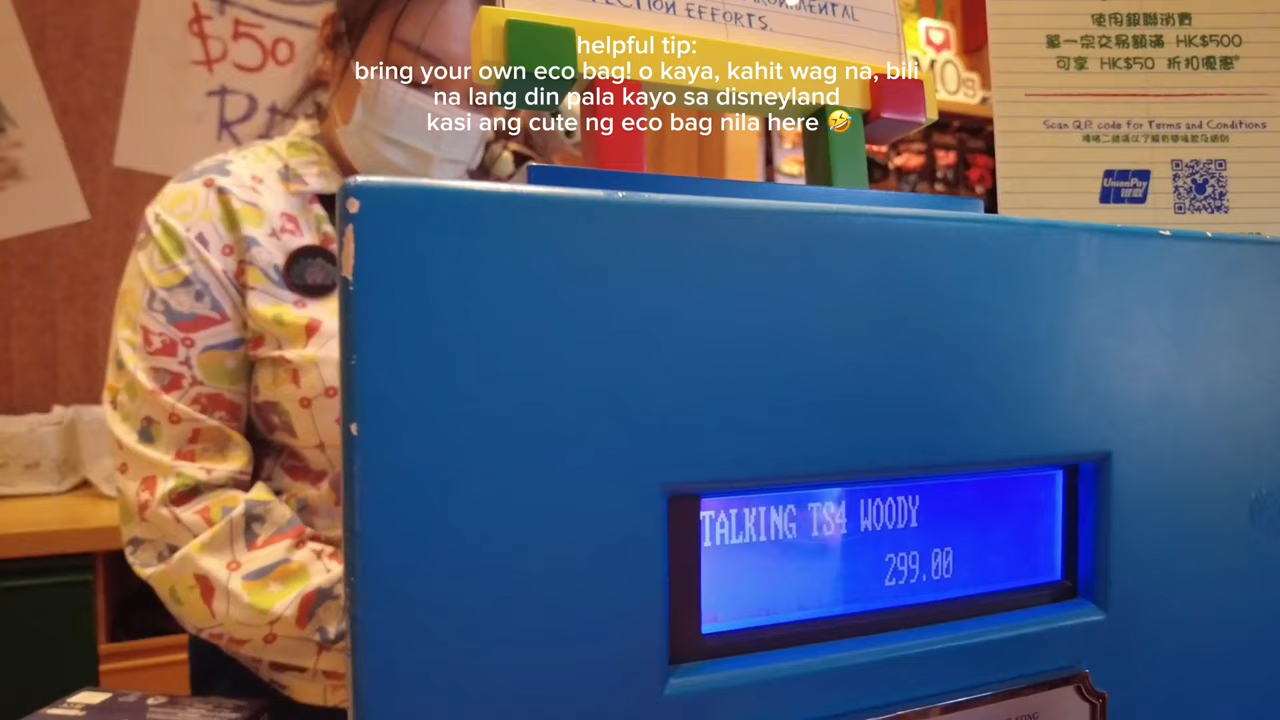 $50
ENTAL
ECTION EFFORTS.
helpful tip:
bring your own eco bag! o kaya, kahit wag na, bili
na lang din pala kayo sa disneyland
kasi ang cute ng eco bag nila here 🤣
使用銀聯消費
單一宗交易額滿 HK$500
可享 HK$50 折扣優惠*
Scan QR code for Terms and Conditions
UnionPay
银联
TALKING TS4 WOODY
299.00